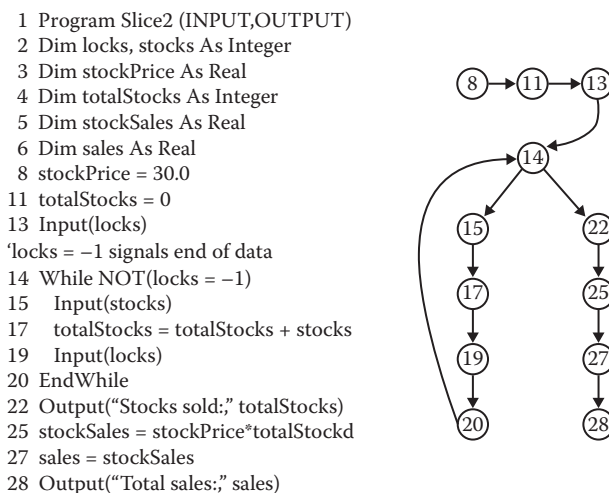 1 Program Slice2 (INPUT,OUTPUT)
2 Dim locks, stocks As Integer
3 Dim stockPrice As Real
4 Dim totalStocks As Integer
5 Dim stockSales As Real
6 Dim sales As Real
8 stockPrice = 30.0
11 totalStocks = 0
13 Input(locks)
‘locks = −1 signals end of data
14 While NOT(locks = −1)
15 Input(stocks)
17 totalStocks = totalStocks + stocks
19 Input(locks)
20 EndWhile
22 Output(“Stocks sold:,” totalStocks)
25 stockSales = stockPrice*totalStockd
27 sales = stockSales
28 Output(“Total sales:,” sales)
8 11 13
14
15 22
17 25
19 27
20 28